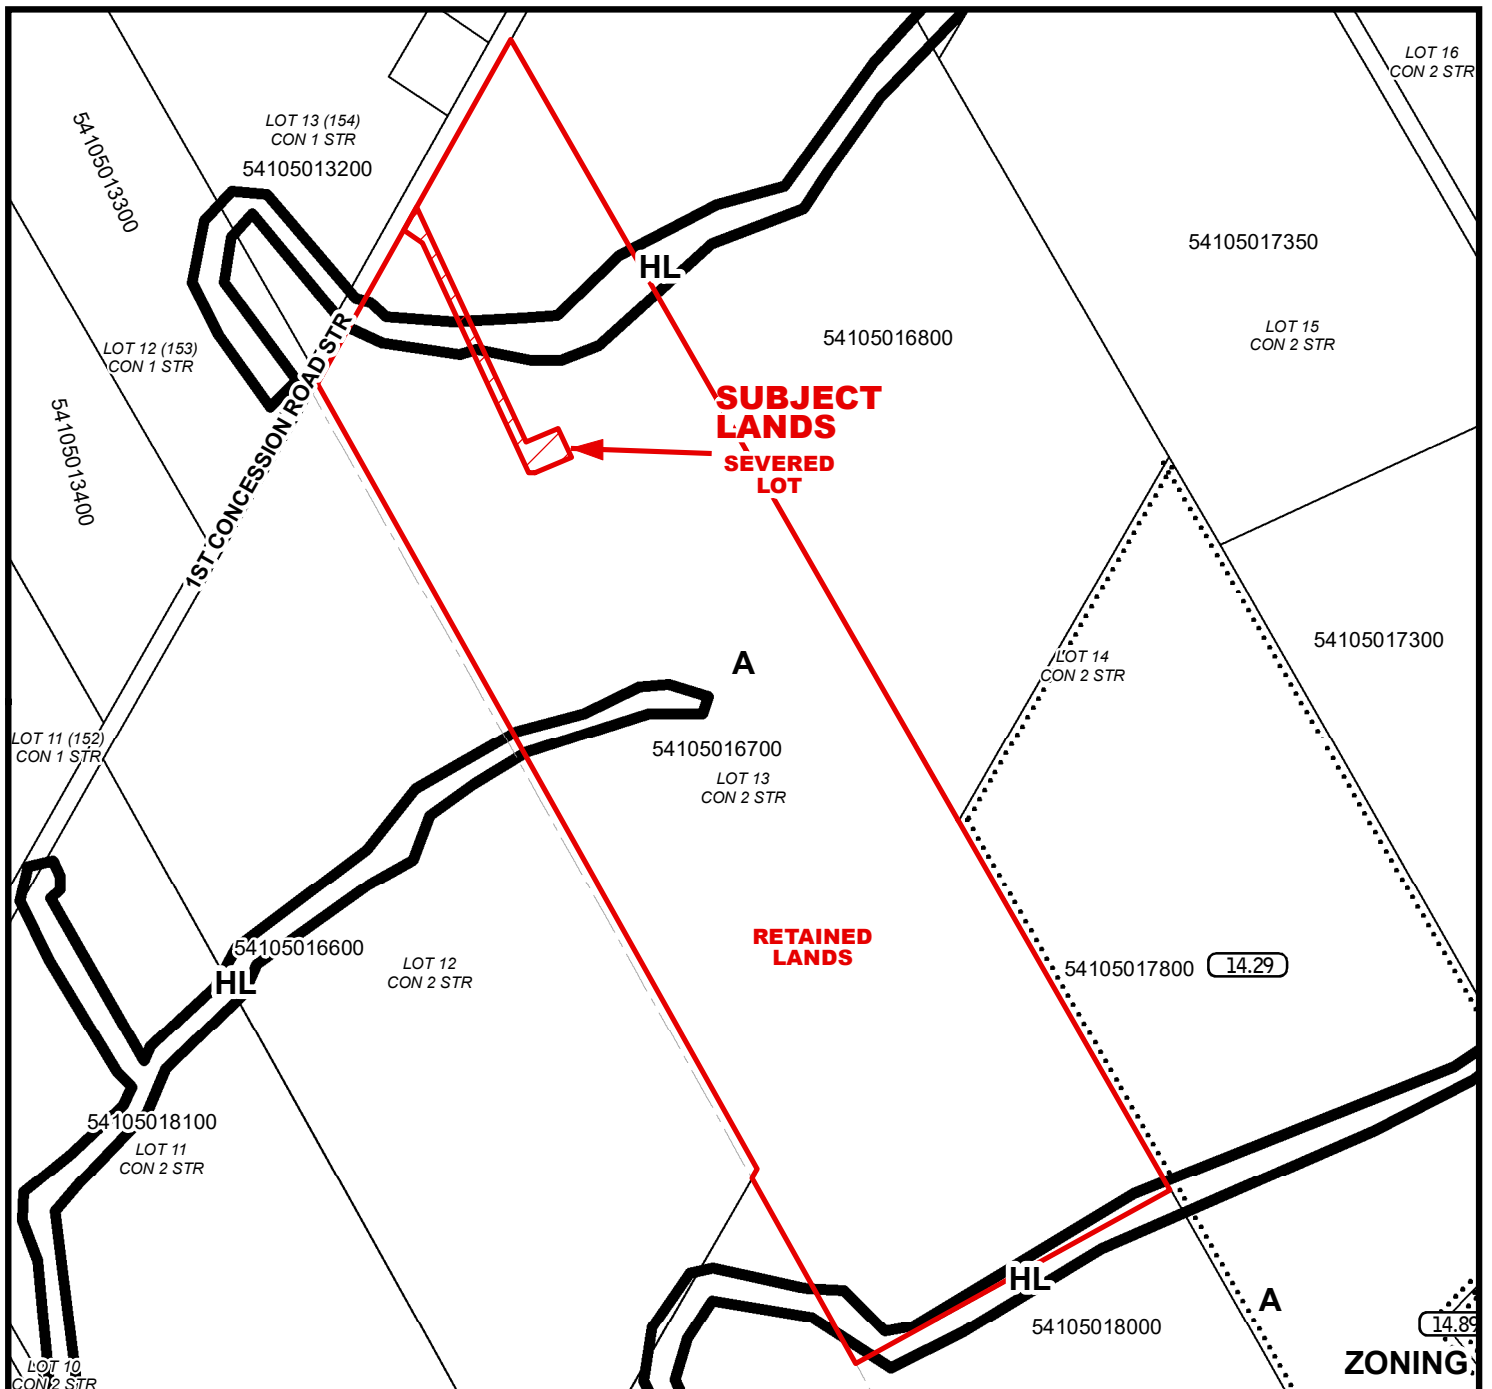 LOT 16
CON 2 STR
LOT 13 (154)
CON 1 STR
54105013200
54105013300
54105017350
HL
LOT 15
CON 2 STR
54105016800
LOT 12 (153)
CON 1 STR
1ST CONCESSION ROAD STR
SUBJECT
LANDS
SEVERED
LOT
54105013400
54105017300
A
LOT 14
CON 2 STR
LOT 11 (152)
CON 1 STR
54105016700
LOT 13
CON 2 STR
RETAINED
LANDS
54105016600
LOT 12
CON 2 STR
54105017800
14.29
HL
54105018100
LOT 11
CON 2 STR
HL
A
54105018000
14.89
ZONING
LOT 10
CON 2 STR